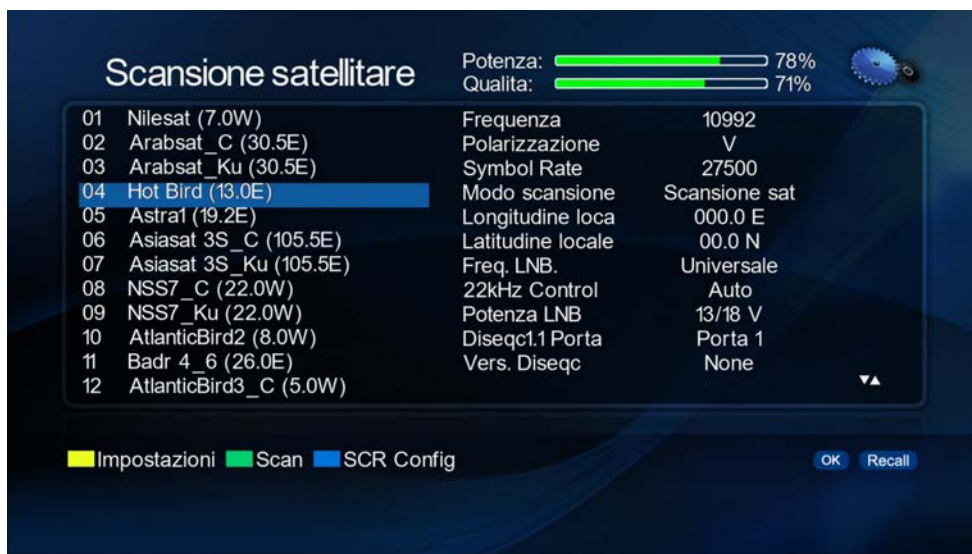 Scansione satellitare
Potenza: 78%
Qualita: 71%
01 Nilesat (7.0W)
02 Arabsat_C (30.5E)
03 Arabsat_Ku (30.5E)
04 Hot Bird (13.0E)
05 Astra1 (19.2E)
06 Asiasat 3S_C (105.5E)
07 Asiasat 3S_Ku (105.5E)
08 NSS7_C (22.0W)
09 NSS7_Ku (22.0W)
10 AtlanticBird2 (8.0W)
11 Badr 4_6 (26.0E)
12 AtlanticBird3_C (5.0W)
Frequenza 10992
Polarizzazione V
Symbol Rate 27500
Modo scansione Scansione sat
Longitudine loca 000.0 E
Latitudine locale 00.0 N
Freq. LNB. Universale
22kHz Control Auto
Potenza LNB 13/18 V
Diseqc1.1 Porta Porta 1
Vers. Diseqc None
Impostazioni Scan SCR Config
OK Recall